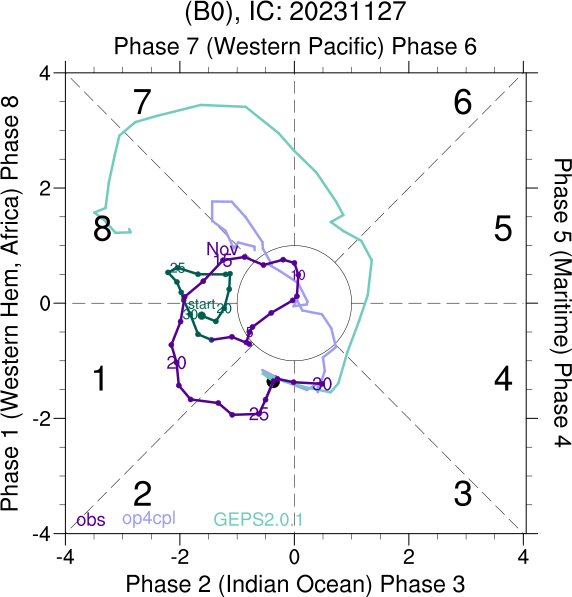 (B0), IC: 20231127
Phase 7 (Western Pacific) Phase 6
4
7
6
Phase 1 (Western Hem, Africa) Phase 8
Phase 5 (Maritime) Phase 4
2
8
5
Nov
15
25
10
start
20
30
0
5
20
1
4
30
25
-2
2
3
obs
op4cpl
GEPS2.0.1
-4
-4
-2
0
2
4
Phase 2 (Indian Ocean) Phase 3